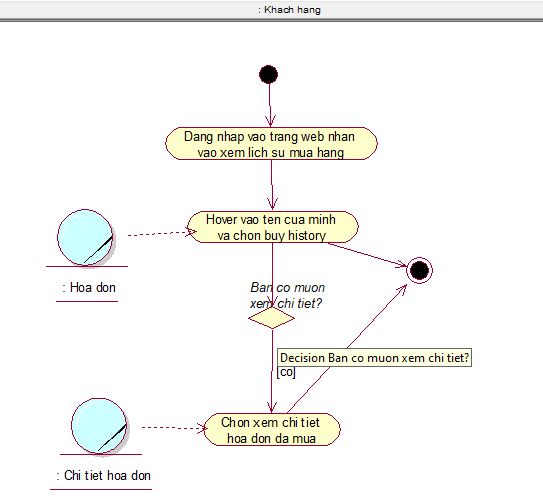 : Khach hang
Dang nhap vao trang web nhan
vao xem lich su mua hang
Hover vao ten cua minh
va chon buy history
: Hoa don
Ban co muon
xem chi tiet?
Decision Ban co muon xem chi tiet?
[co]
Chon xem chi tiet
hoa don da mua
: Chi tiet hoa don